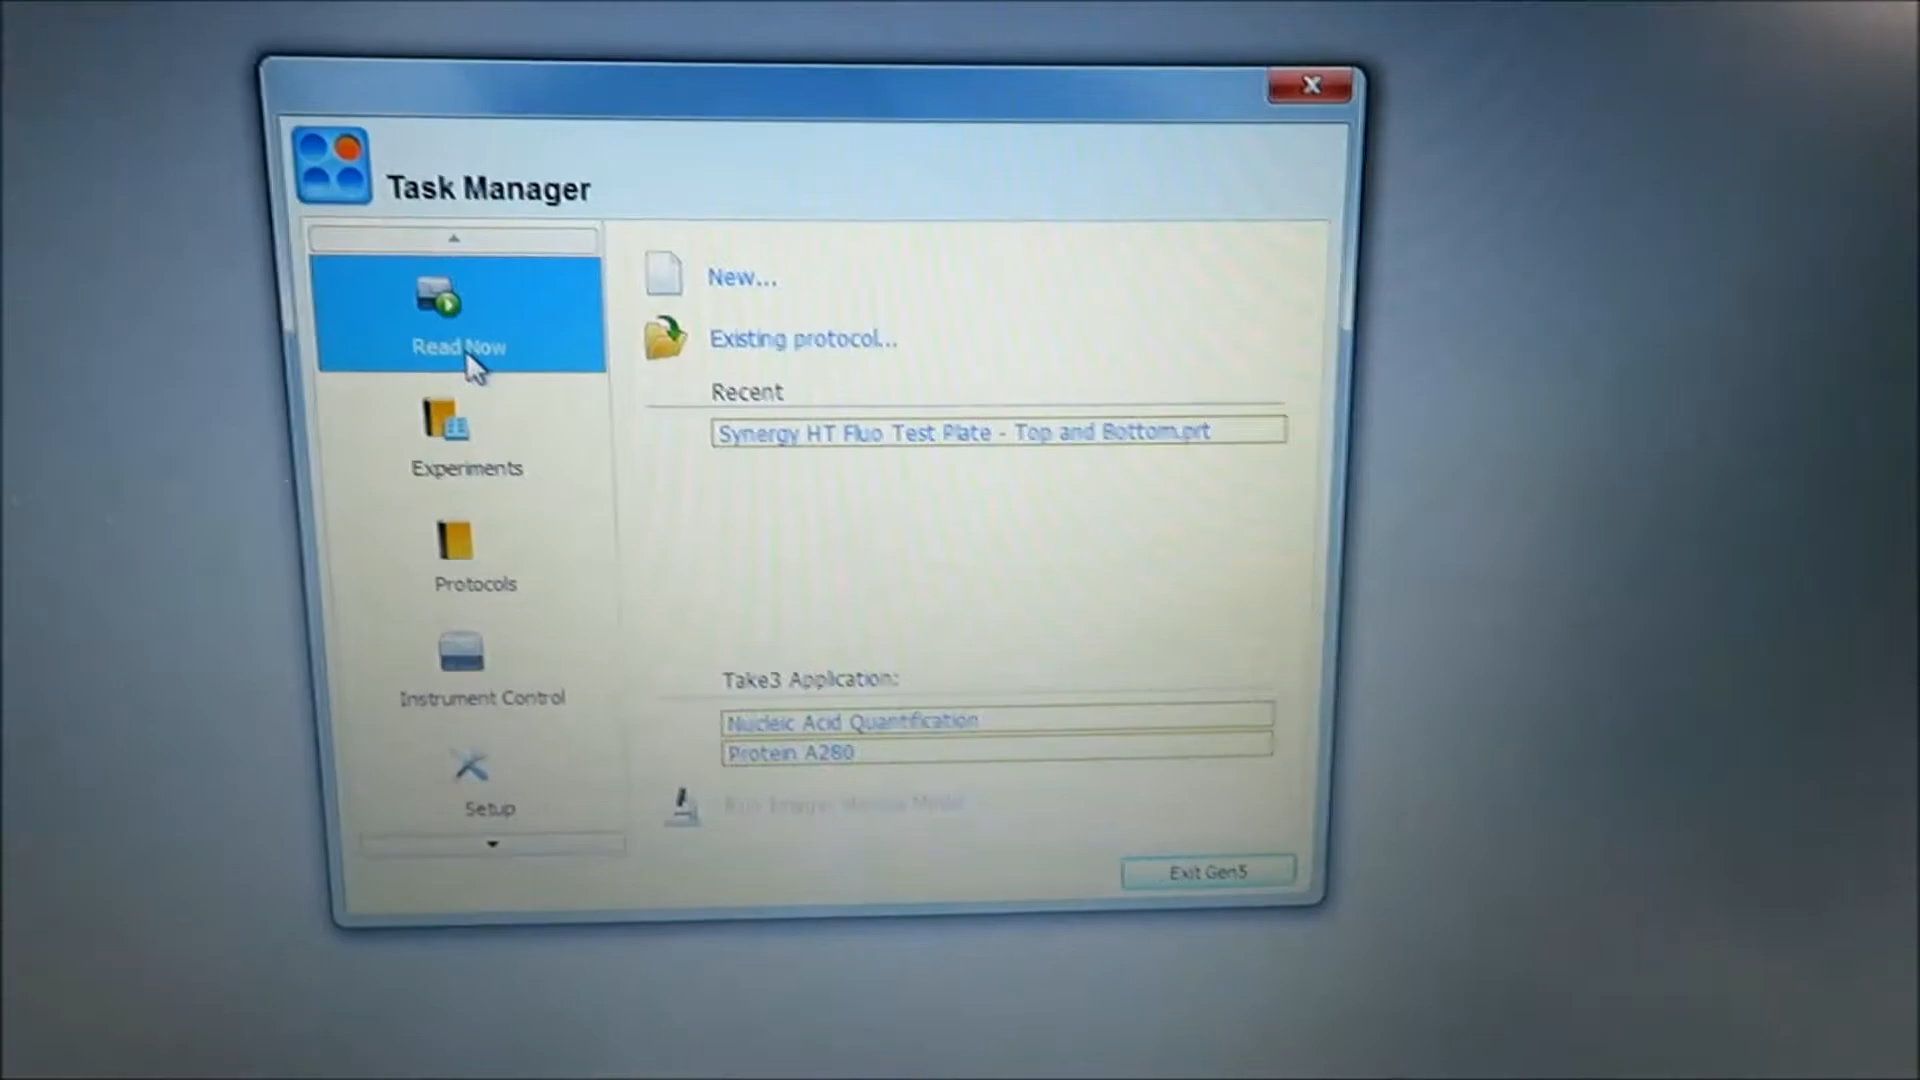 Task Manager
Read Now
Experiments
Protocols
Instrument Control
Setup
New...
Existing protocol...
Recent
Synergy HT Fluo Test Plate - Top and Bottom.prt
Take3 Application:
Nucleic Acid Quantification
Protein A280
Exit Gen5